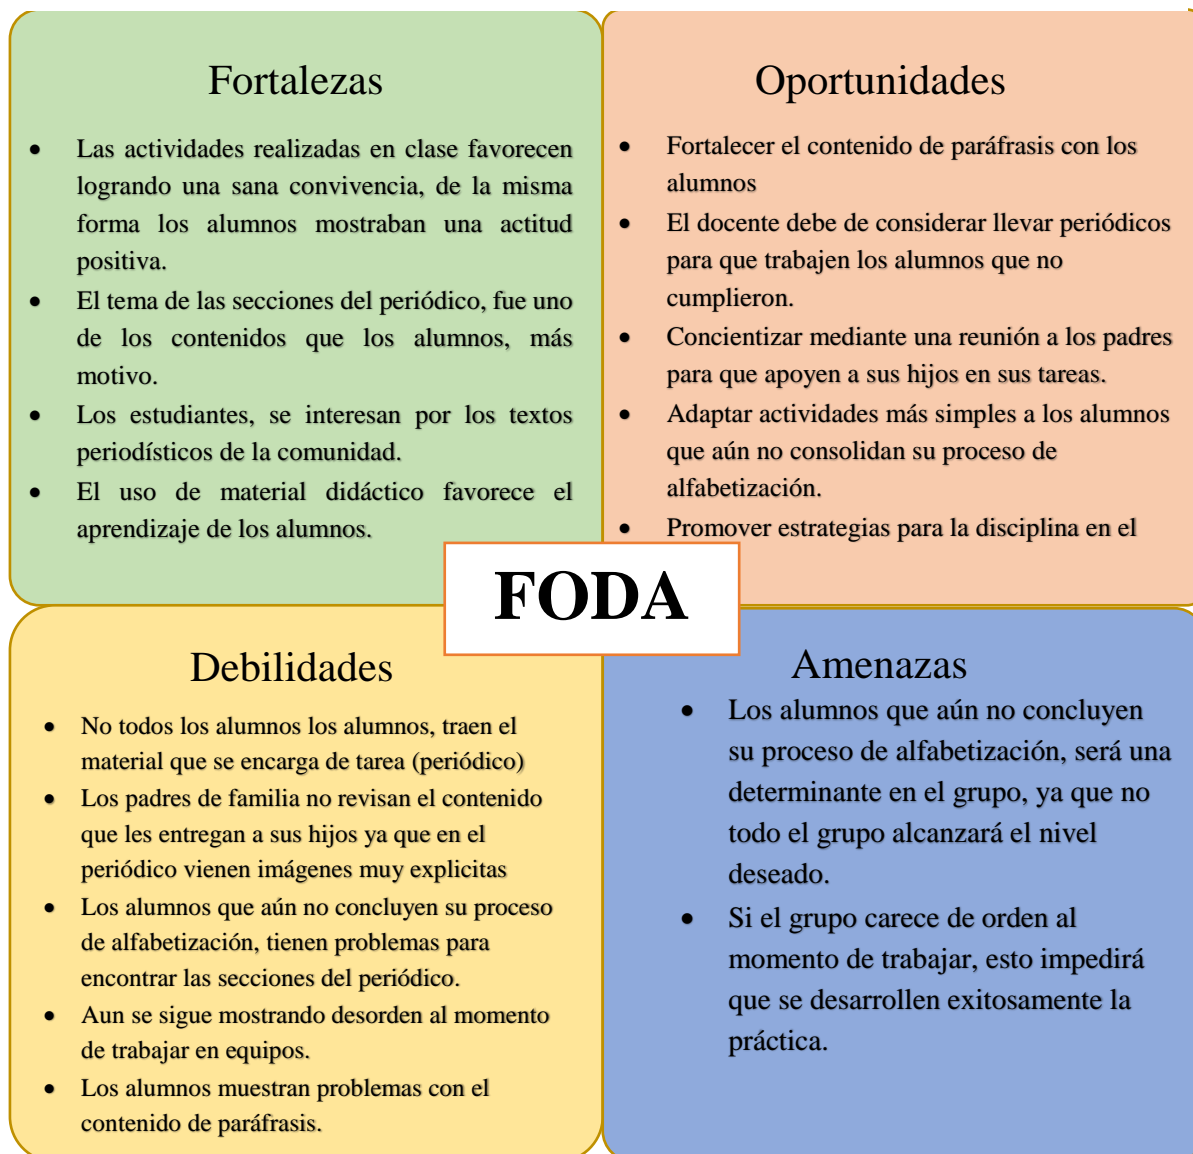 Fortalezas
• Las actividades realizadas en clase favorecen
logrando una sana convivencia, de la misma
forma los alumnos mostraban una actitud
positiva.
• El tema de las secciones del periódico, fue uno
de los contenidos que los alumnos, más
motivo.
• Los estudiantes, se interesan por los textos
periodísticos de la comunidad.
• El uso de material didáctico favorece el
aprendizaje de los alumnos.
Oportunidades
• Fortalecer el contenido de paráfrasis con los
alumnos
• El docente debe de considerar llevar periódicos
para que trabajen los alumnos que no
cumplieron.
• Concientizar mediante una reunión a los padres
para que apoyen a sus hijos en sus tareas.
• Adaptar actividades más simples a los alumnos
que aún no consolidan su proceso de
alfabetización.
• Promover estrategias para la disciplina en el
FODA
Debilidades
• No todos los alumnos los alumnos, traen el
material que se encarga de tarea (periódico)
• Los padres de familia no revisan el contenido
que les entregan a sus hijos ya que en el
periódico vienen imágenes muy explicitas
• Los alumnos que aún no concluyen su proceso
de alfabetización, tienen problemas para
encontrar las secciones del periódico.
• Aun se sigue mostrando desorden al momento
de trabajar en equipos.
• Los alumnos muestran problemas con el
contenido de paráfrasis.
Amenazas
• Los alumnos que aún no concluyen
su proceso de alfabetización, será una
determinante en el grupo, ya que no
todo el grupo alcanzará el nivel
deseado.
• Si el grupo carece de orden al
momento de trabajar, esto impedirá
que se desarrollen exitosamente la
práctica.